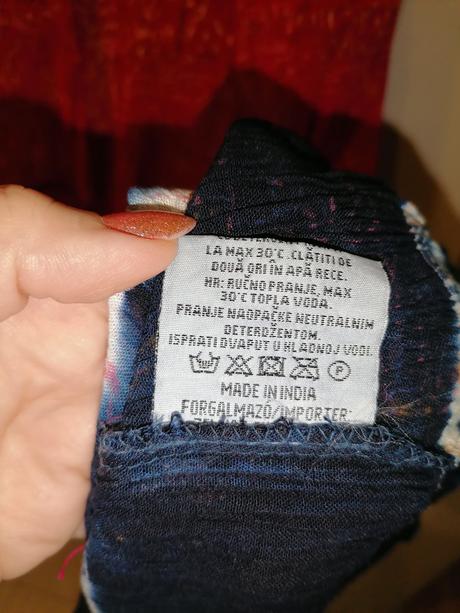 LA MAX 30°C. CLĂTIȚI DE
DOUĂ ORI ÎN APĂ RECE.
HR: RUČNO PRANJE, MAX
30°C TOPLA VODA.
PRANJE NAOPAČKE NEUTRALNIM
DETERDŽENTOM.
ISPRATI DVAPUT U HLADNOJ VODI.
P
MADE IN INDIA
FORGALMAZÓ/IMPORTER: